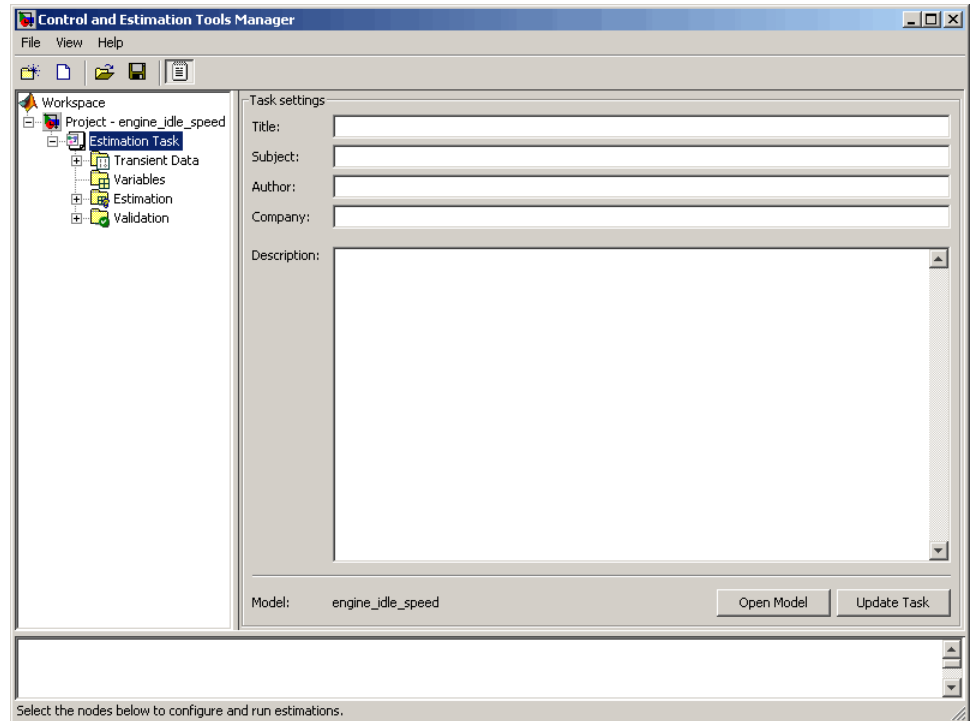 Control and Estimation Tools Manager
File View Help
Workspace
Project - engine_idle_speed
Estimation Task
Transient Data
Variables
Estimation
Validation
Task settings
Title:
Subject:
Author:
Company:
Description:
Model: engine_idle_speed
Open Model
Update Task
Select the nodes below to configure and run estimations.